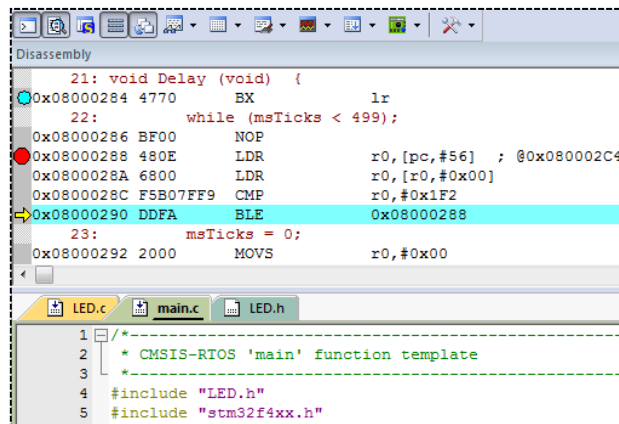 Disassembly
21: void Delay (void)  {
0x08000284 4770      BX            lr
22:         while (msTicks < 499);
0x08000286 BF00      NOP
0x08000288 480E      LDR           r0,[pc,#56]  ; @0x080002C4
0x0800028A 6800      LDR           r0,[r0,#0x00]
0x0800028C F5B07FF9  CMP           r0,#0x1F2
0x08000290 DDFA      BLE           0x08000288
23:         msTicks = 0;
0x08000292 2000      MOVS          r0,#0x00
LED.c main.c LED.h
1 /*-----------------------------------------------------
2  * CMSIS-RTOS 'main' function template
3  *-----------------------------------------------------
4 #include "LED.h"
5 #include "stm32f4xx.h"